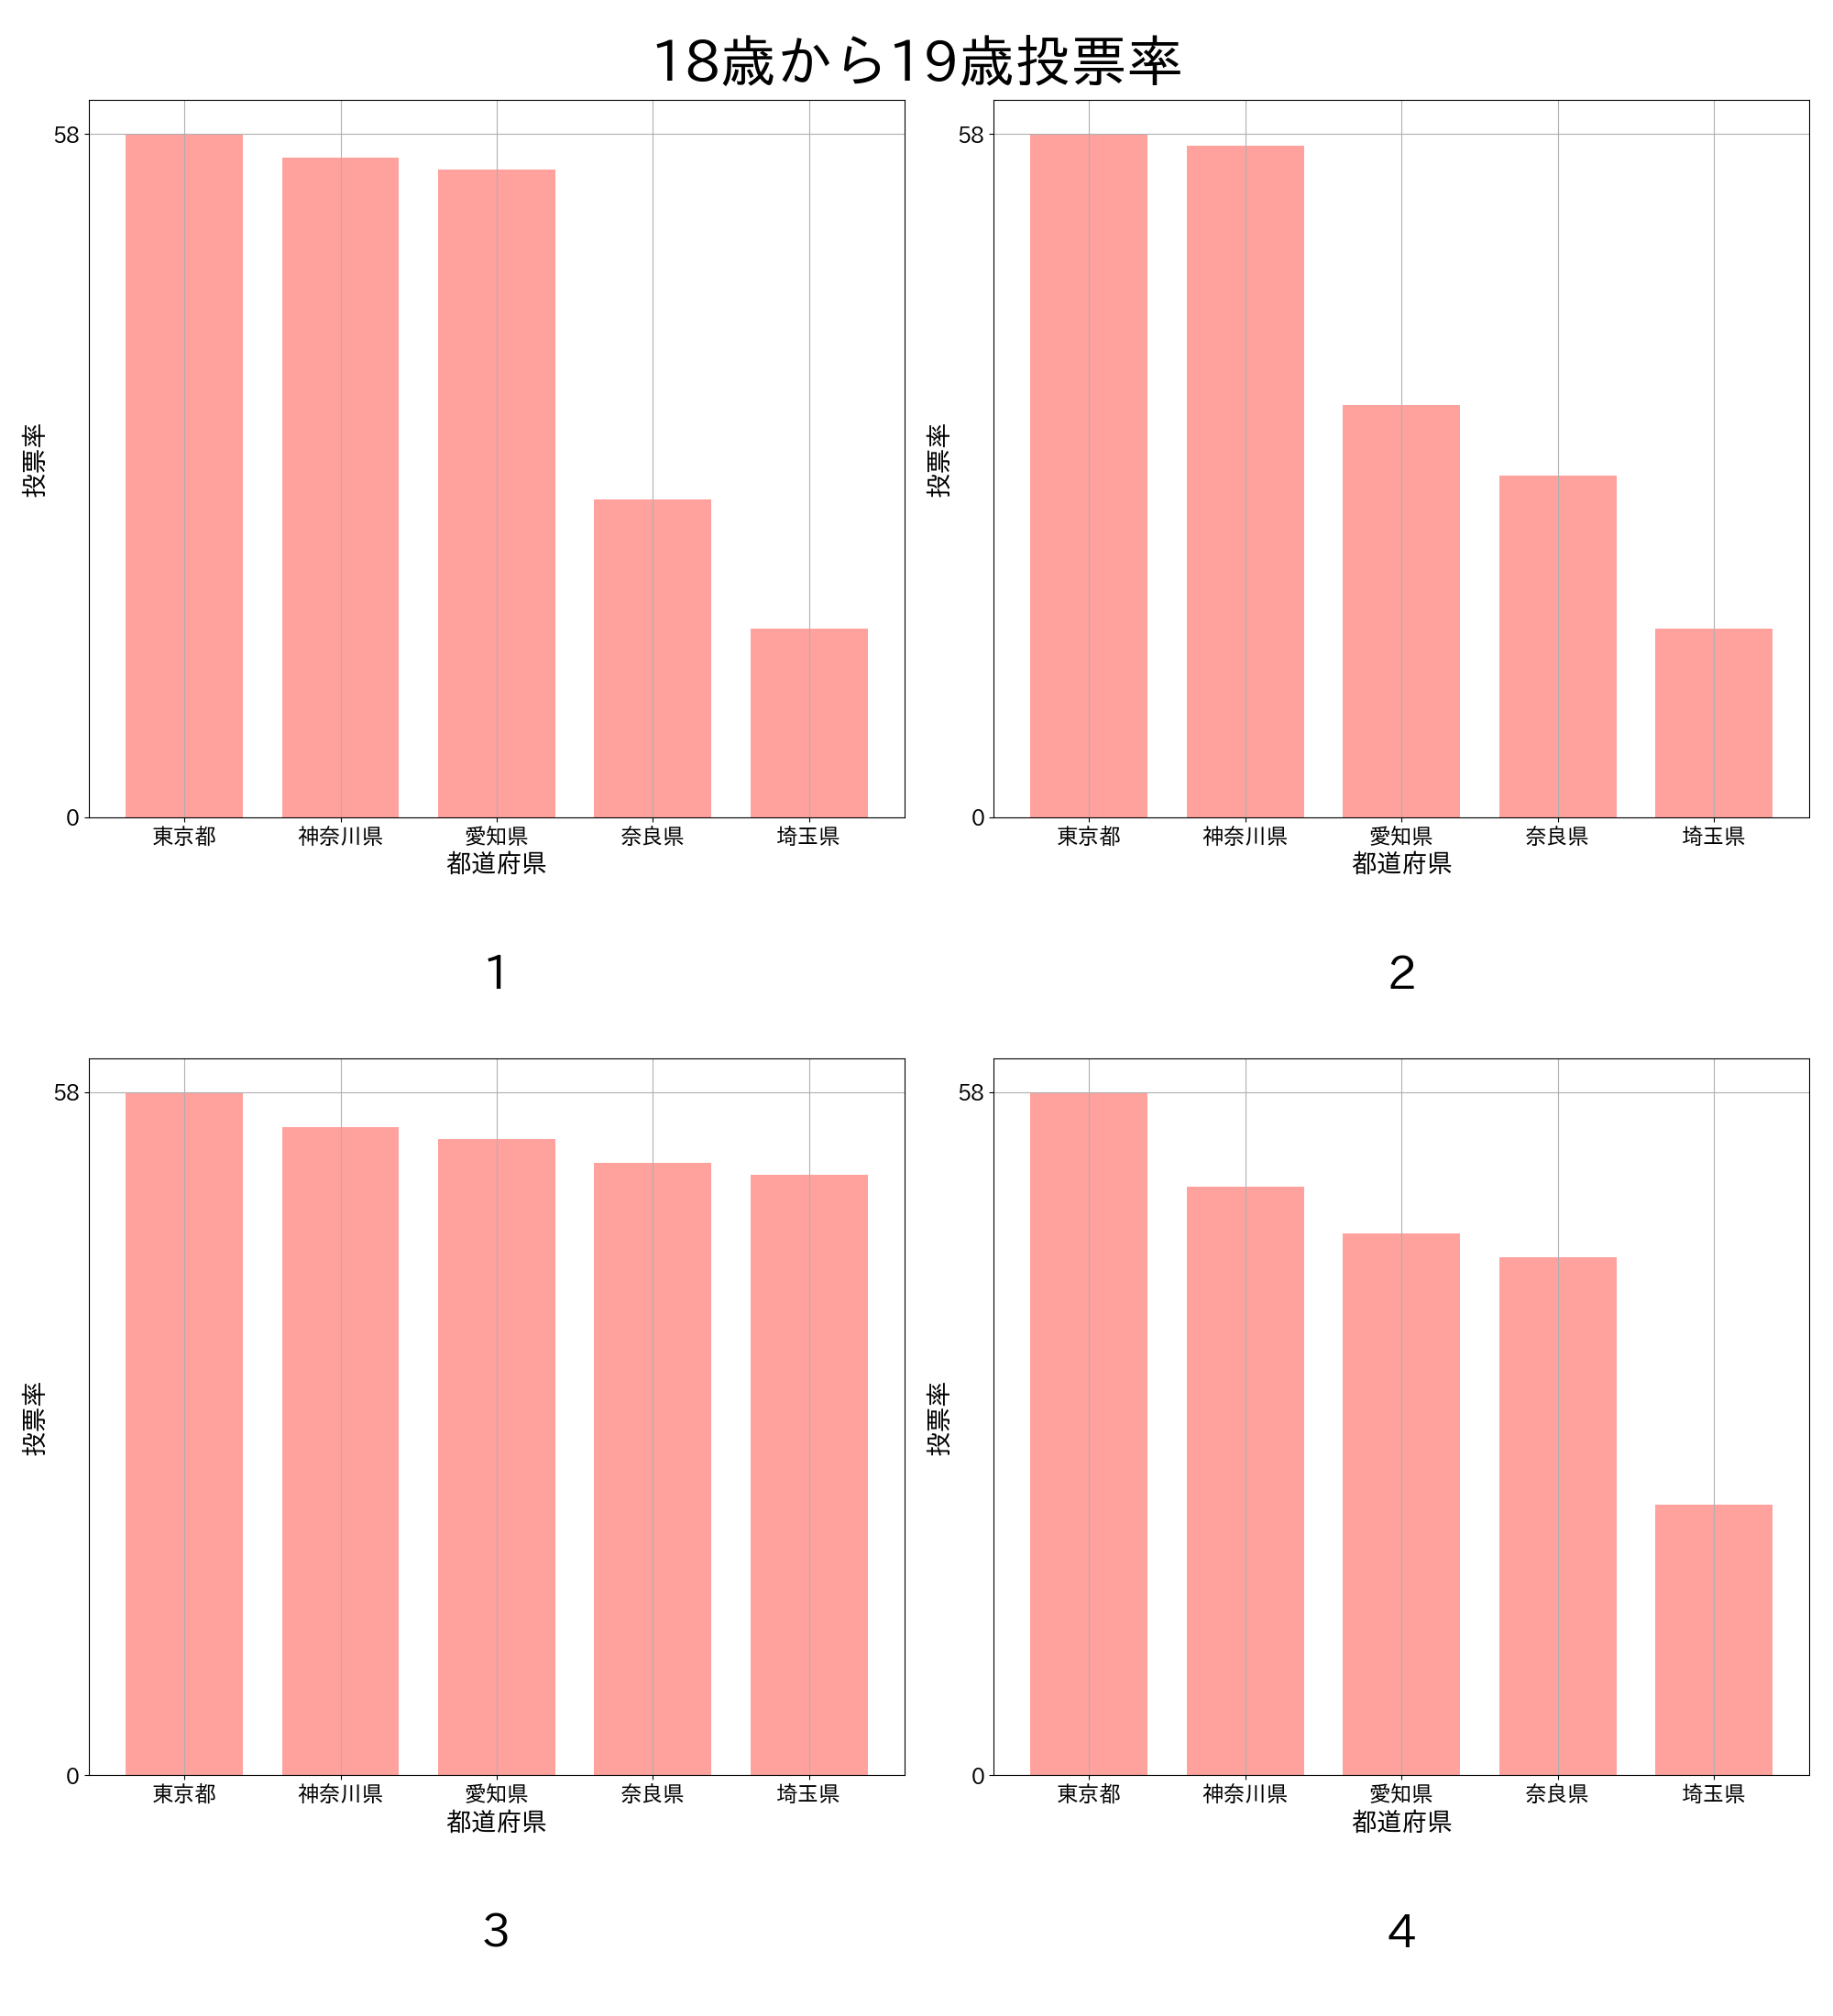 18歳から19歳投票率
58
0
投票率
東京都 神奈川県 愛知県 奈良県 埼玉県
都道府県
1
58
0
投票率
東京都 神奈川県 愛知県 奈良県 埼玉県
都道府県
2
58
0
投票率
東京都 神奈川県 愛知県 奈良県 埼玉県
都道府県
3
58
0
投票率
東京都 神奈川県 愛知県 奈良県 埼玉県
都道府県
4